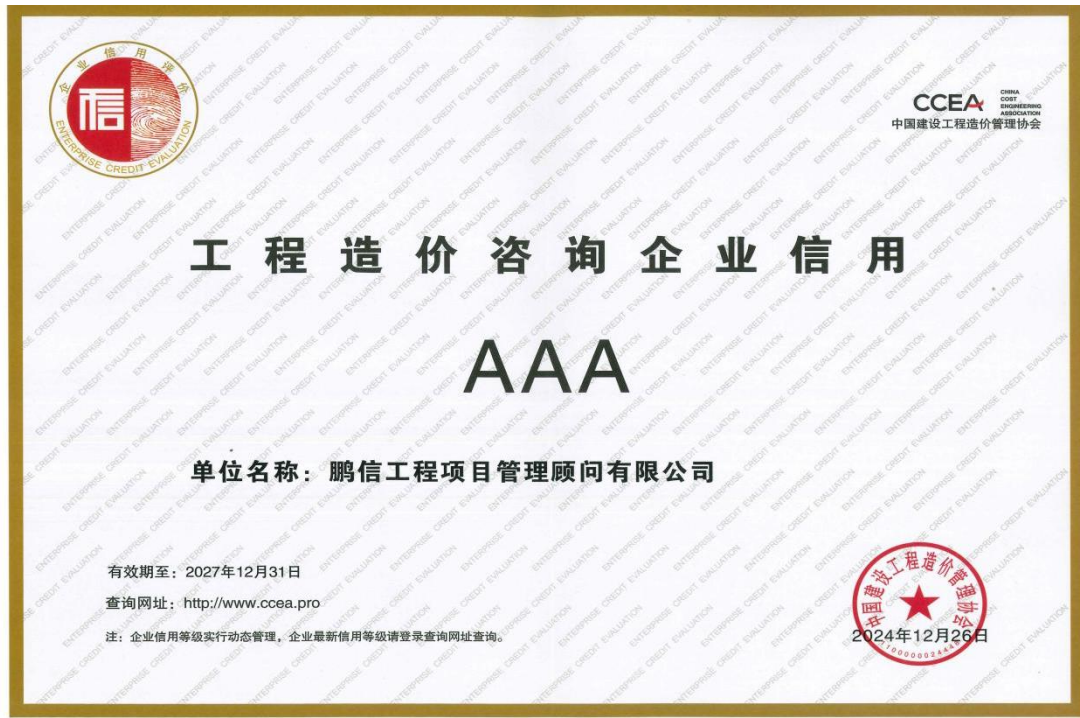 企业信用评价
信
ENTERPRISE CREDIT EVALUATION
CCEA
CHINA
COST
ENGINEERING
ASSOCIATION
中国建设工程造价管理协会
工程造价咨询企业信用
AAA
单位名称：鹏信工程项目管理顾问有限公司
有效期至：2027年12月31日
查询网址：http://www.ccea.pro
注：企业信用等级实行动态管理，企业最新信用等级请登录查询网址查询。
中国建设工程造价管理协会
2024年12月26日